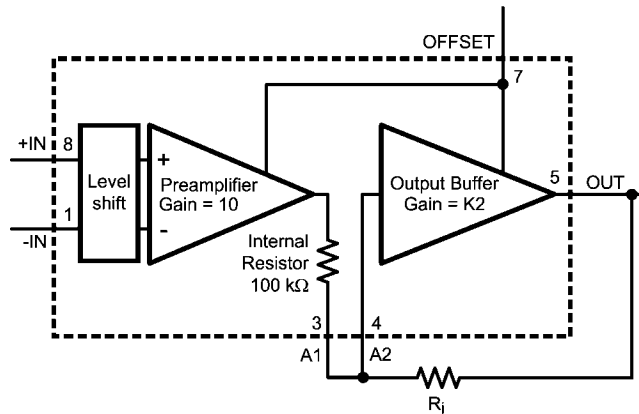 OFFSET
7
+IN
8
Level
shift
1
-IN
+
-
Preamplifier
Gain = 10
Output Buffer
Gain = K2
5
OUT
Internal
Resistor
100 kΩ
3
4
A1
A2
Ri